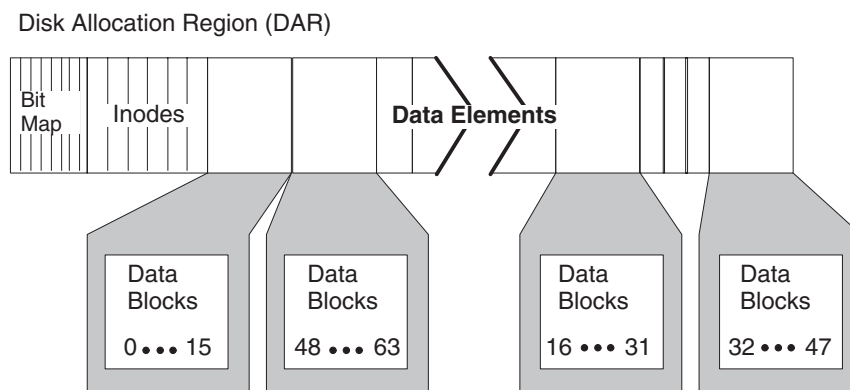 Disk Allocation Region (DAR)
Bit
Map
Inodes
Data Elements
Data
Blocks
0 ••• 15
Data
Blocks
48 ••• 63
Data
Blocks
16 ••• 31
Data
Blocks
32 ••• 47